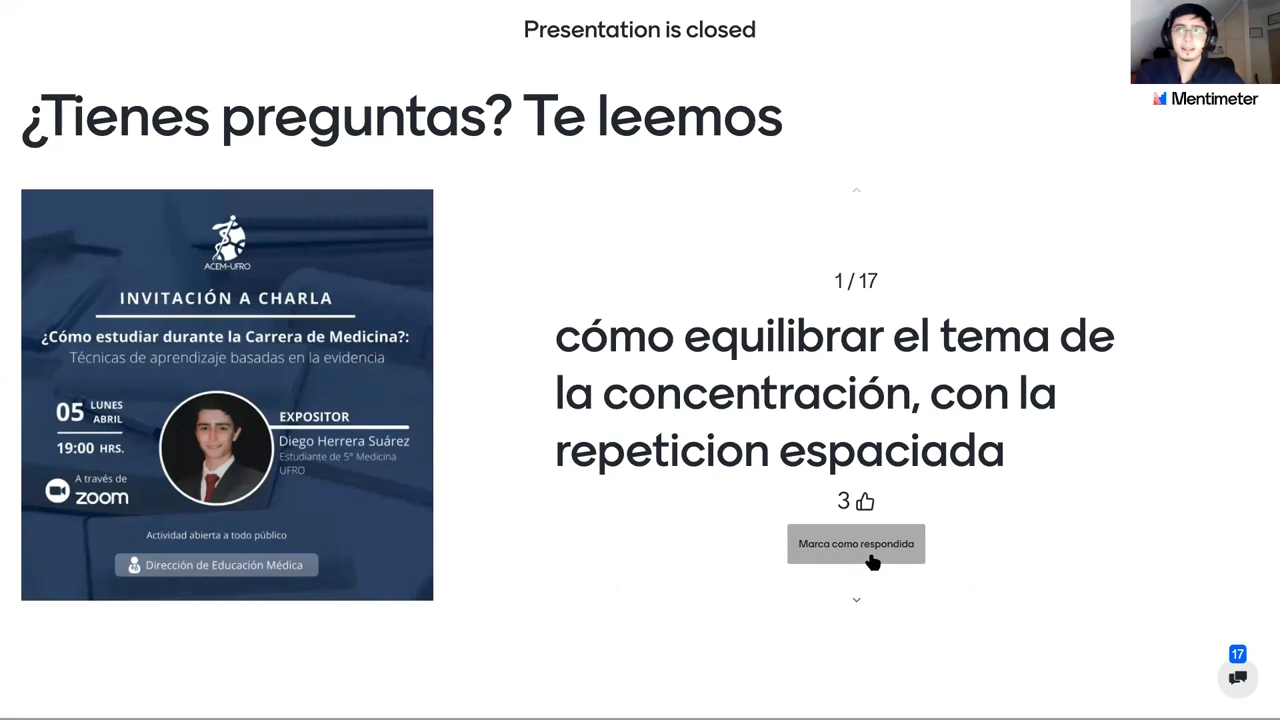 Presentation is closed
Mentimeter
¿Tienes preguntas? Te leemos
ACEM-UFRO
INVITACIÓN A CHARLA
¿Cómo estudiar durante la Carrera de Medicina?:
Técnicas de aprendizaje basadas en la evidencia
05 LUNES
ABRIL
19:00 HRS.
A través de
zoom
EXPOSITOR
Diego Herrera Suárez
Estudiante de 5° Medicina
UFRO
Actividad abierta a todo público
Dirección de Educación Médica
1 / 17
cómo equilibrar el tema de
la concentración, con la
repeticion espaciada
3
Marca como respondida
17